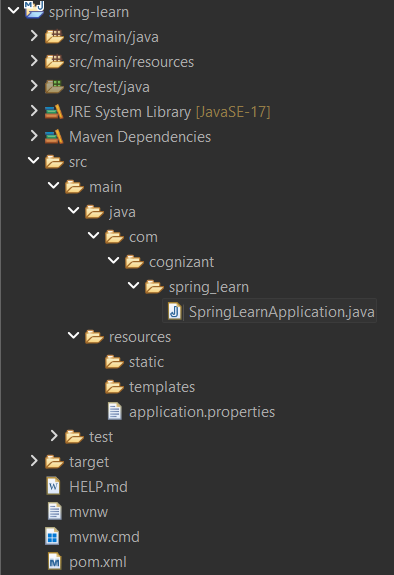 spring-learn
src/main/java
src/main/resources
src/test/java
JRE System Library [JavaSE-17]
Maven Dependencies
src
main
java
com
cognizant
spring_learn
SpringLearnApplication.java
resources
static
templates
application.properties
test
target
HELP.md
mvnw
mvnw.cmd
pom.xml